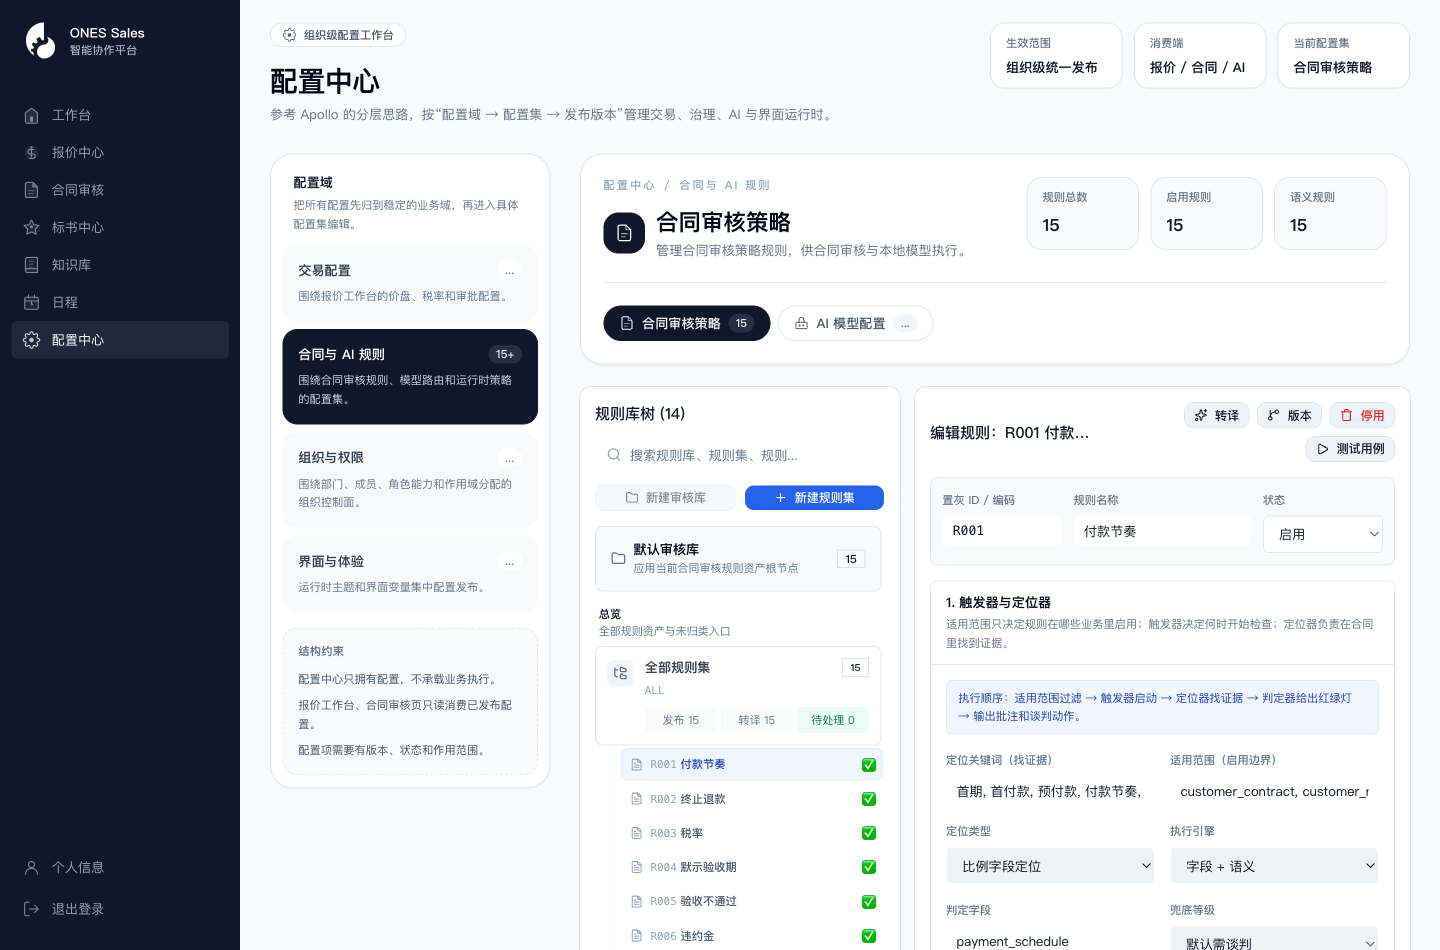 ONES Sales
智能协作平台
工作台
报价中心
合同审核
标书中心
知识库
日程
配置中心
个人信息
退出登录
组织级配置工作台
配置中心
参考 Apollo 的分层思路，按“配置域 → 配置集 → 发布版本”管理交易、治理、AI 与界面运行时。
生效范围
组织级统一发布
消费端
报价 / 合同 / AI
当前配置集
合同审核策略
配置域
把所有配置先归到稳定的业务域，再进入具体
配置集编辑。
交易配置
...
围绕报价工作台的价盘、税率和审批配置。
合同与 AI 规则
15+
围绕合同审核规则、模型路由和运行时策略
的配置集。
组织与权限
...
围绕部门、成员、角色能力和作用域分配的
组织控制面。
界面与体验
...
运行时主题和界面变量集中配置发布。
结构约束
配置中心只拥有配置，不承载业务执行。
报价工作台、合同审核页只读消费已发布配
置。
配置项需要有版本、状态和作用范围。
配置中心 / 合同与 AI 规则
合同审核策略
管理合同审核策略规则，供合同审核与本地模型执行。
规则总数
15
启用规则
15
语义规则
15
合同审核策略 15
AI 模型配置 ...
规则库树 (14)
搜索规则库、规则集、规则...
新建审核库
新建规则集
默认审核库
应用当前合同审核规则资产根节点
15
总览
全部规则资产与未归类入口
全部规则集
15
ALL
发布 15
转译 15
待处理 0
R001 付款节奏
R002 终止退款
R003 税率
R004 默示验收期
R005 验收不通过
R006 违约金
编辑规则：R001 付款...
转译
版本
停用
测试用例
置灰 ID / 编码
R001
规则名称
付款节奏
状态
启用
1. 触发器与定位器
适用范围只决定规则在哪些业务里启用；触发器决定何时开始检查；定位器负责在合同
里找到证据。
执行顺序：适用范围过滤 → 触发器启动 → 定位器找证据 → 判定器给出红绿灯
→ 输出批注和谈判动作。
定位关键词（找证据）
首期, 首付款, 预付款, 付款节奏,
适用范围（启用边界）
customer_contract, customer_r
定位类型
比例字段定位
执行引擎
字段 + 语义
判定字段
payment_schedule
兜底等级
默认需谈判